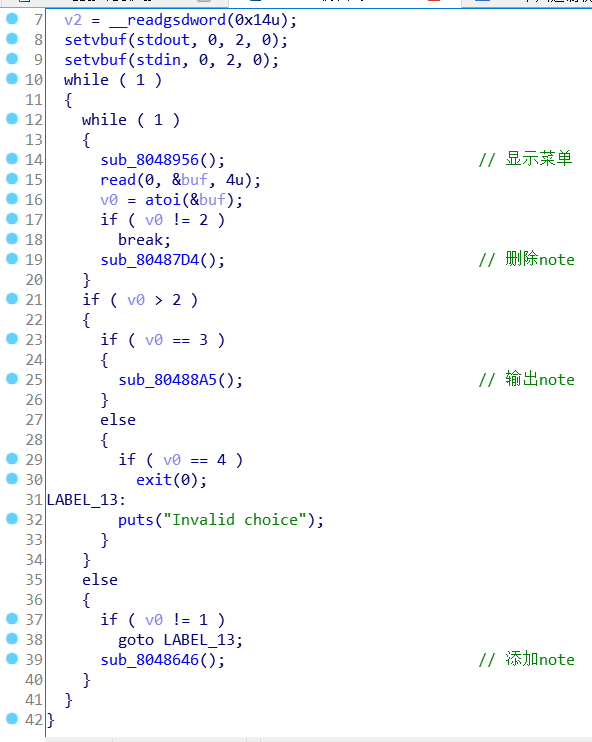 7 v2 = __readgsdword(0x14u);
8 setvbuf(stdout, 0, 2, 0);
9 setvbuf(stdin, 0, 2, 0);
10 while ( 1 )
11 {
12 while ( 1 )
13 {
14 sub_8048956(); // 显示菜单
15 read(0, &buf, 4u);
16 v0 = atoi(&buf);
17 if ( v0 != 2 )
18 break;
19 sub_80487D4(); // 删除note
20 }
21 if ( v0 > 2 )
22 {
23 if ( v0 == 3 )
24 {
25 sub_80488A5(); // 输出note
26 }
27 else
28 {
29 if ( v0 == 4 )
30 exit(0);
31 LABEL_13:
32 puts("Invalid choice");
33 }
34 }
35 else
36 {
37 if ( v0 != 1 )
38 goto LABEL_13;
39 sub_8048646(); // 添加note
40 }
41 }
42 }